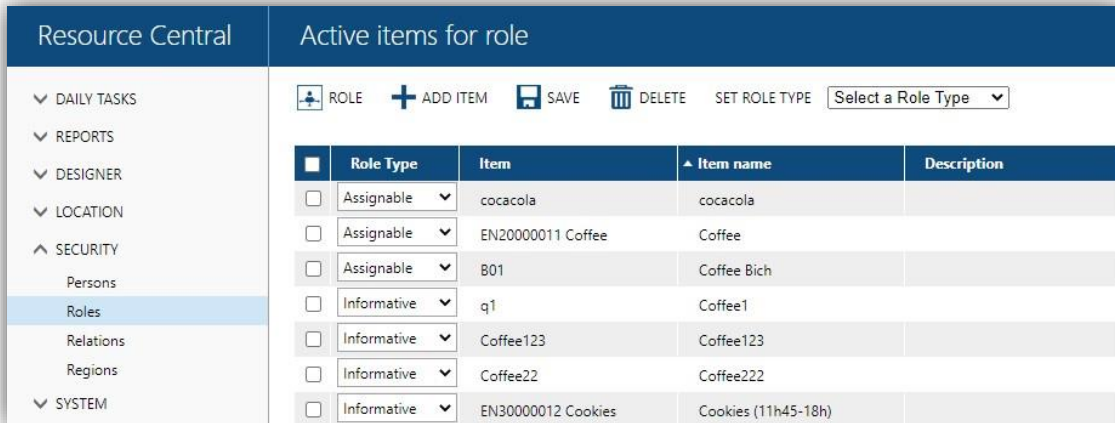 Resource Central
Active items for role
DAILY TASKS
REPORTS
DESIGNER
LOCATION
SECURITY
Persons
Roles
Relations
Regions
SYSTEM
ROLE ADD ITEM SAVE DELETE SET ROLE TYPE Select a Role Type
Role Type Item Item name Description
Assignable cocacola cocacola
Assignable EN20000011 Coffee Coffee
Assignable B01 Coffee Bich
Informative q1 Coffee1
Informative Coffee123 Coffee123
Informative Coffee22 Coffee222
Informative EN30000012 Cookies Cookies (11h45-18h)